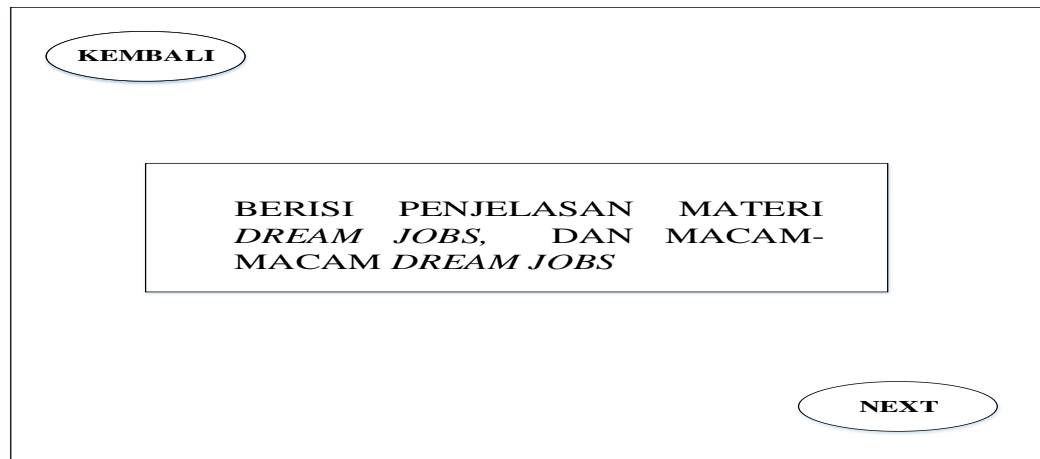 KEMBALI
BERISI PENJELASAN MATERI
DREAM JOBS, DAN MACAM-
MACAM DREAM JOBS
NEXT